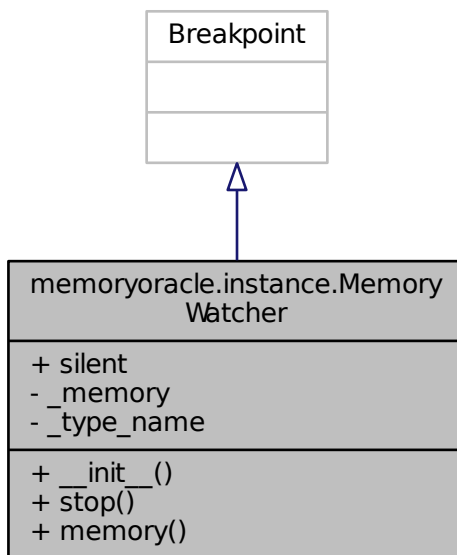 Breakpoint
memoryoracle.instance.Memory
Watcher
+ silent
- _memory
- _type_name
+ __init__()
+ stop()
+ memory()